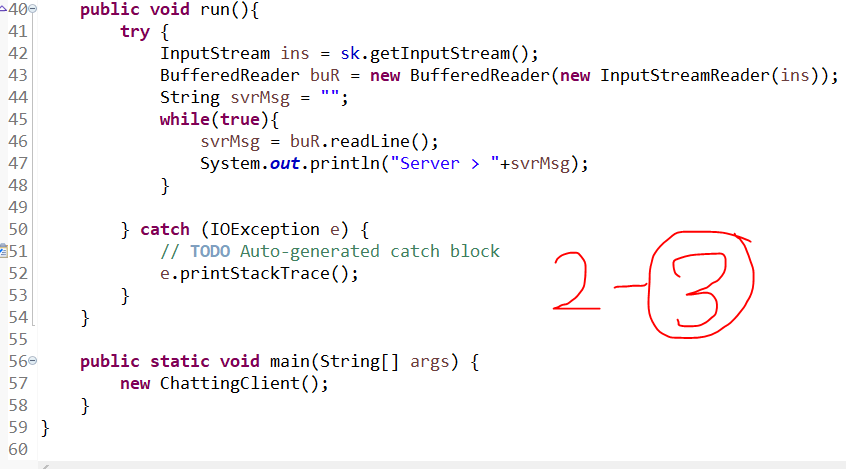 40 public void run(){
41 try {
42 InputStream ins = sk.getInputStream();
43 BufferedReader buR = new BufferedReader(new InputStreamReader(ins));
44 String svrMsg = "";
45 while(true){
46 svrMsg = buR.readLine();
47 System.out.println("Server > "+svrMsg);
48 }
49
50 } catch (IOException e) {
51 // TODO Auto-generated catch block
52 e.printStackTrace();
53 }
54 }
55
56 public static void main(String[] args) {
57 new ChattingClient();
58 }
59 }
60
2-3